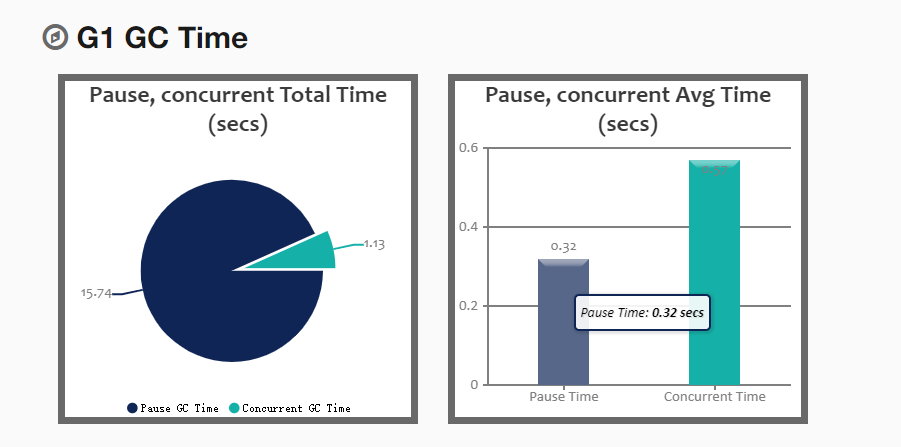 G1 GC Time
Pause, concurrent Total Time
(secs)
1.13
15.74
Pause GC Time
Concurrent GC Time
Pause, concurrent Avg Time
(secs)
0.6
0.57
0.4
0.32
0.2
Pause Time: 0.32 secs
0
Pause Time
Concurrent Time